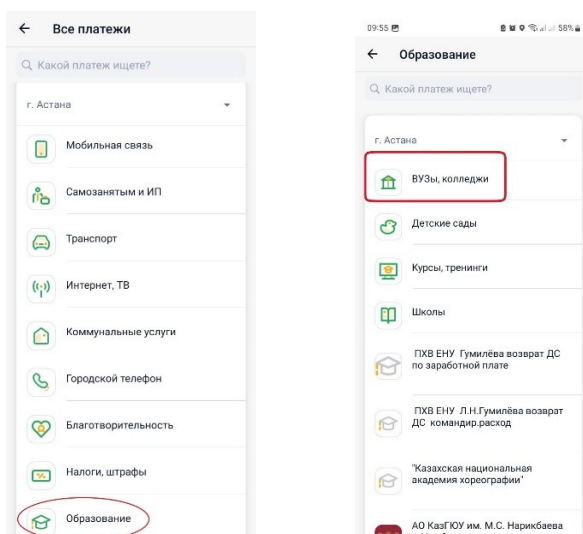 Все платежи
Какой платеж ищете?
г. Астана
Мобильная связь
Самозанятым и ИП
Транспорт
Интернет, ТВ
Коммунальные услуги
Городской телефон
Благотворительность
Налоги, штрафы
Образование
09:55
58%
Образование
Какой платеж ищете?
г. Астана
ВУЗы, колледжи
Детские сады
Курсы, тренинги
Школы
ПХВ ЕНУ Гумилёва возврат ДС
по заработной плате
ПХВ ЕНУ Л.Н.Гумилёва возврат
ДС командир.расход
"Казахская национальная
академия хореографии"
АО КазГЮУ им. М.С. Нарикбаева